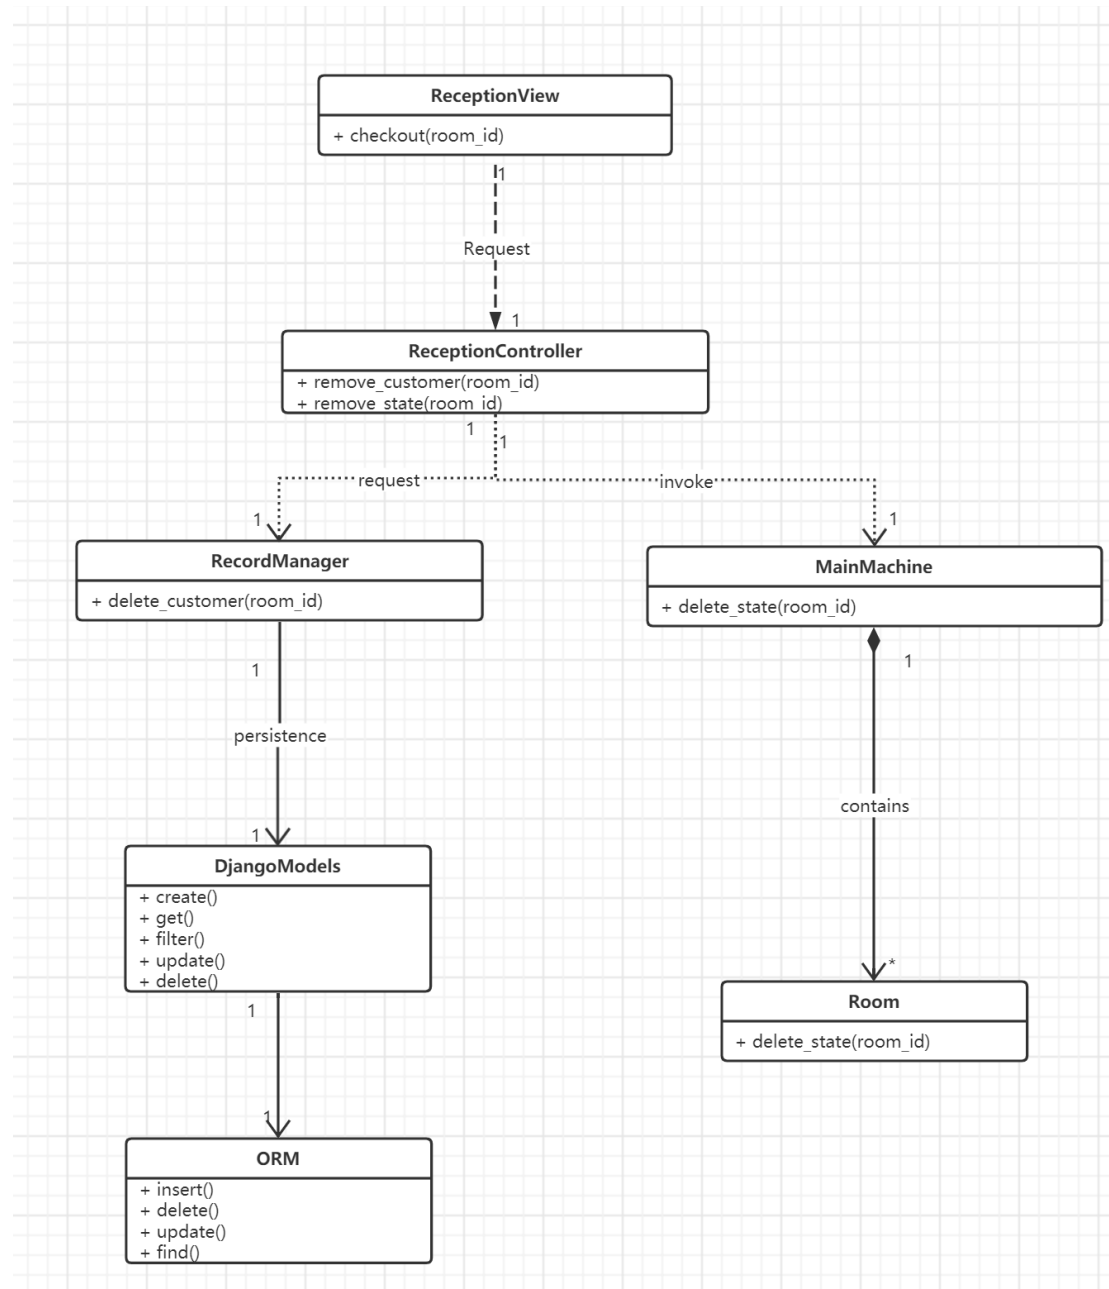 ReceptionView
+ checkout(room_id)
1
Request
1
ReceptionController
+ remove_customer(room_id)
+ remove_state(room_id)
1
1
request
invoke
1
1
RecordManager
+ delete_customer(room_id)
MainMachine
+ delete_state(room_id)
1
1
persistence
contains
1
DjangoModels
+ create()
+ get()
+ filter()
+ update()
+ delete()
*
Room
+ delete_state(room_id)
1
1
ORM
+ insert()
+ delete()
+ update()
+ find()